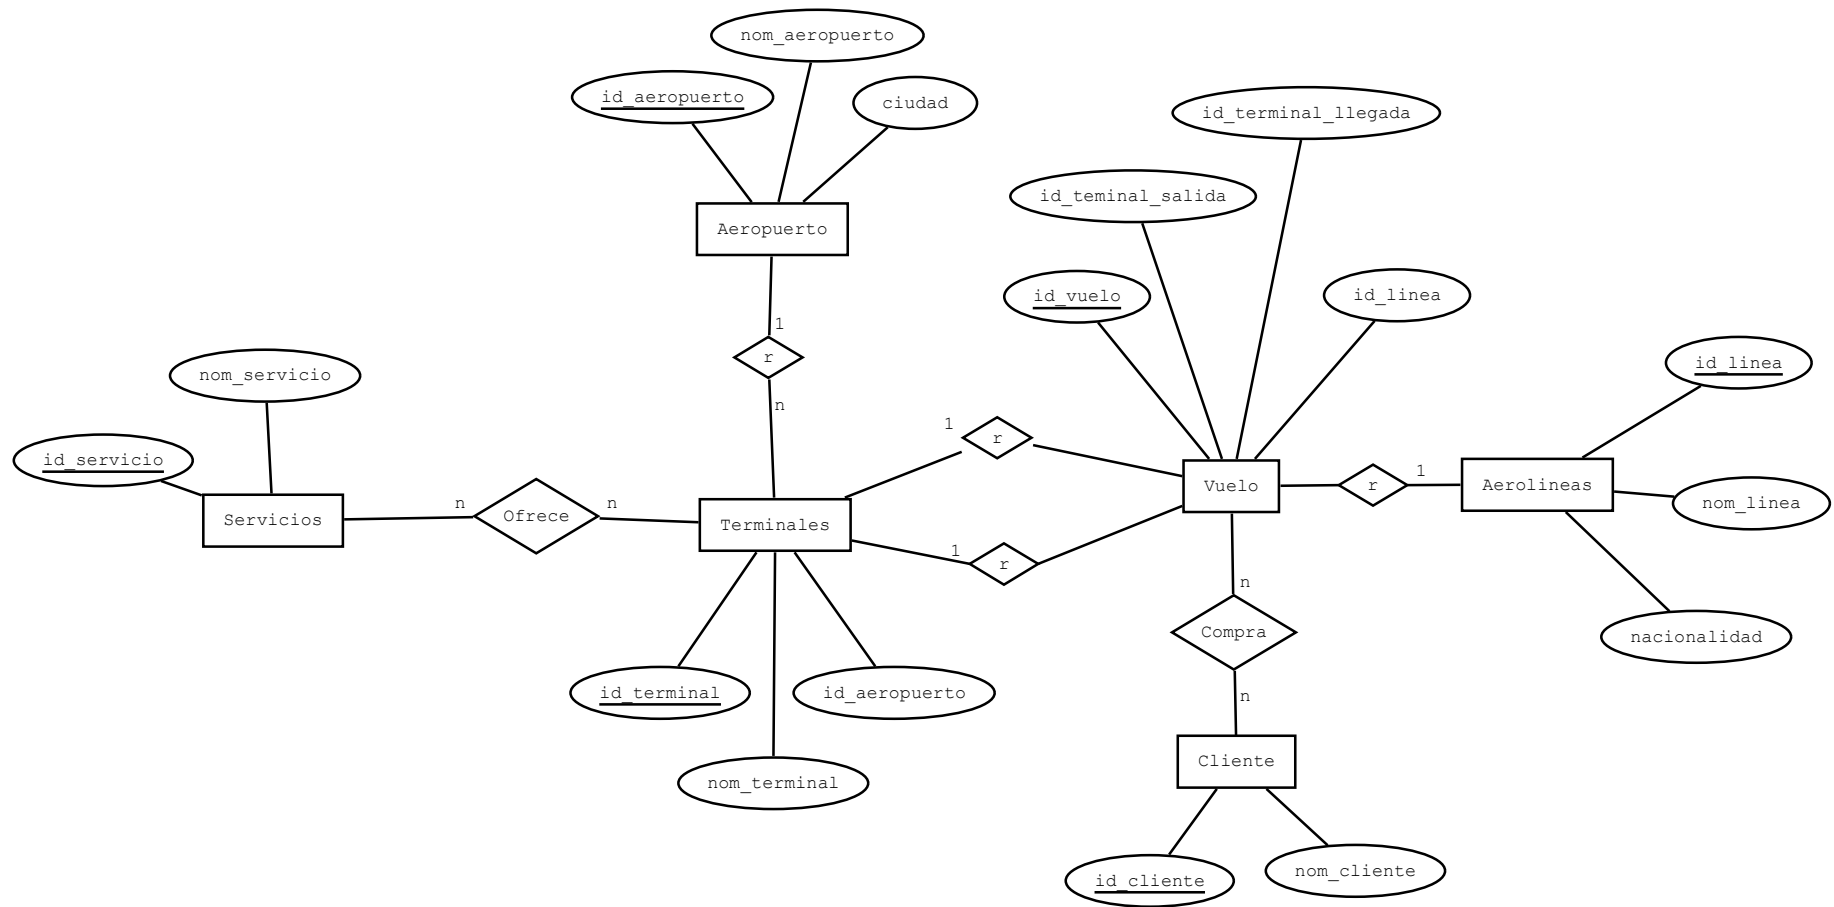 nom_aeropuerto
id_aeropuerto
ciudad
id_terminal_llegada
id_teminal_salida
Aeropuerto
id_vuelo
id_linea
1
r
nom_servicio
id_linea
n
1
r
id_servicio
Vuelo
r
1
Aerolineas
nom_linea
Servicios
n
Ofrece
n
Terminales
1
r
n
Compra
nacionalidad
id_terminal
id_aeropuerto
n
nom_terminal
Cliente
id_cliente
nom_cliente